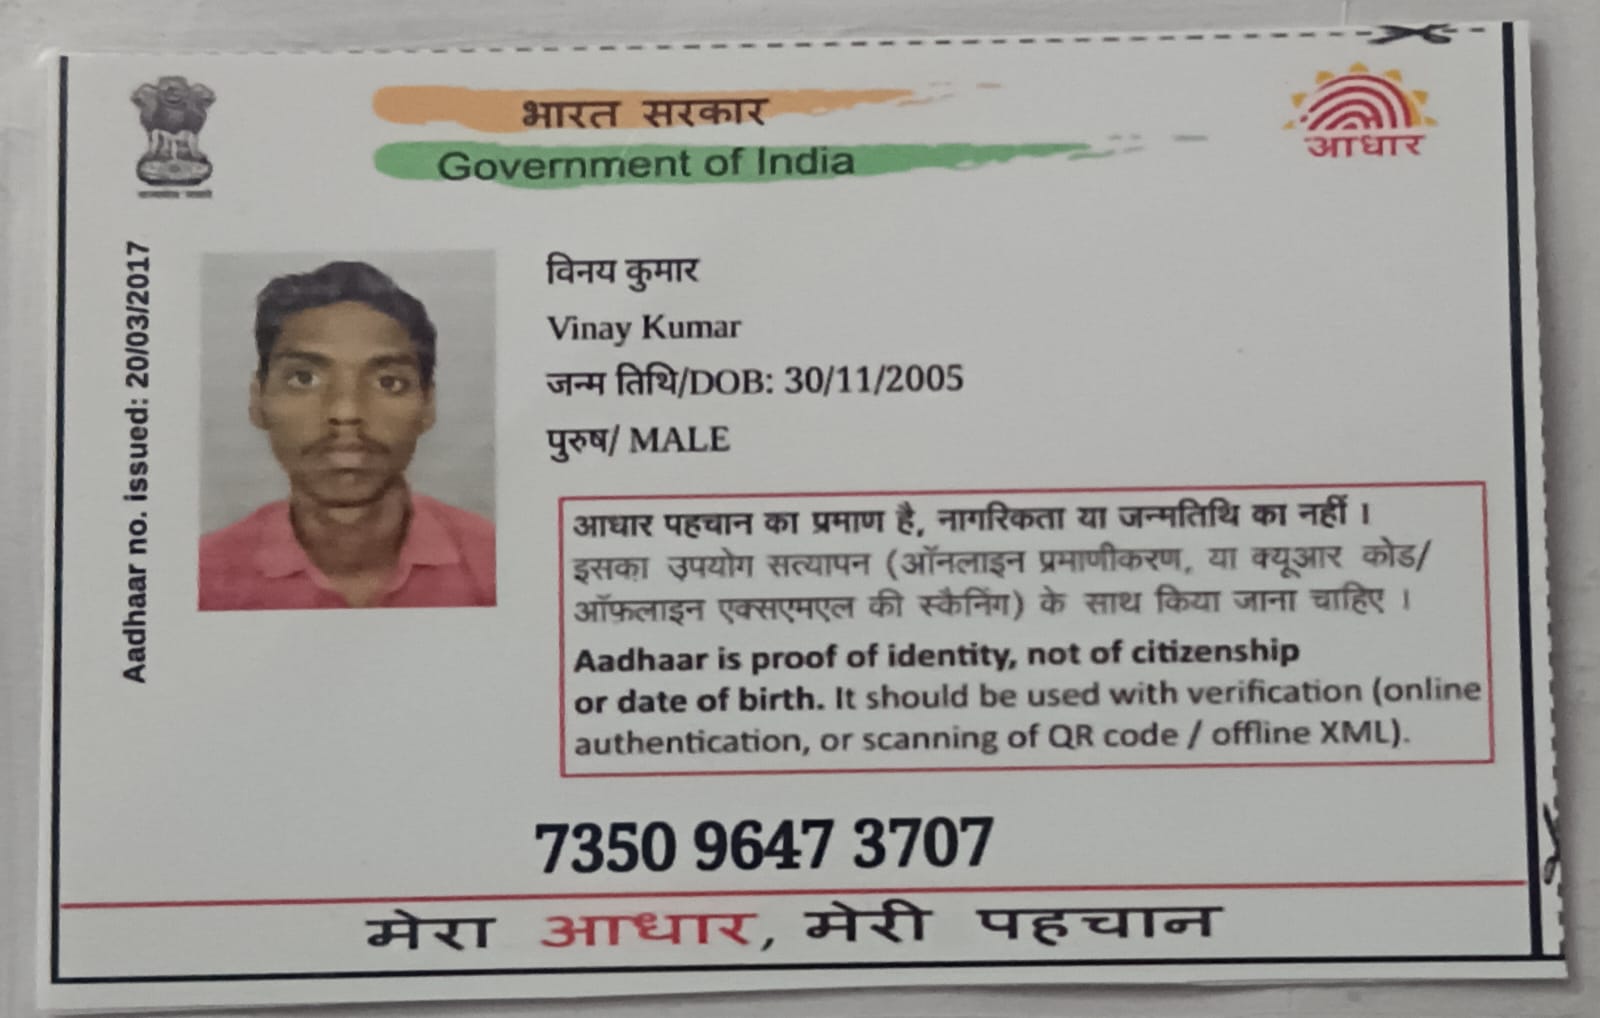 भारत सरकार
Government of India
आधार
Aadhaar no. issued: 20/03/2017
विनय कुमार
Vinay Kumar
जन्म तिथि/DOB: 30/11/2005
पुरुष/ MALE
आधार पहचान का प्रमाण है, नागरिकता या जन्मतिथि का नहीं ।
इसका उपयोग सत्यापन (ऑनलाइन प्रमाणीकरण, या क्यूआर कोड/
ऑफ़लाइन एक्सएमएल की स्कैनिंग) के साथ किया जाना चाहिए ।
Aadhaar is proof of identity, not of citizenship
or date of birth. It should be used with verification (online
authentication, or scanning of QR code / offline XML).
7350 9647 3707
मेरा आधार, मेरी पहचान